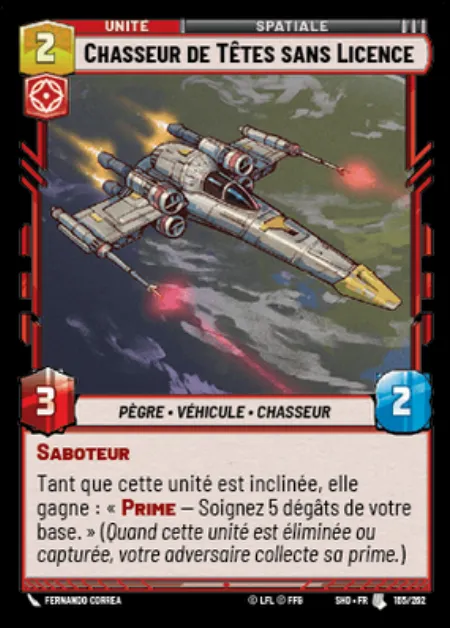 UNITÉ
SPATIALE
2
CHASSEUR DE TÊTES SANS LICENCE
3
PÈGRE • VÉHICULE • CHASSEUR
2
SABOTEUR
Tant que cette unité est inclinée, elle
gagne : « PRIME – Soignez 5 dégâts de votre
base. » (Quand cette unité est éliminée ou
capturée, votre adversaire collecte sa prime.)
FERNANDO CORREA
© LFL © FFG
SHD • FR
165/262